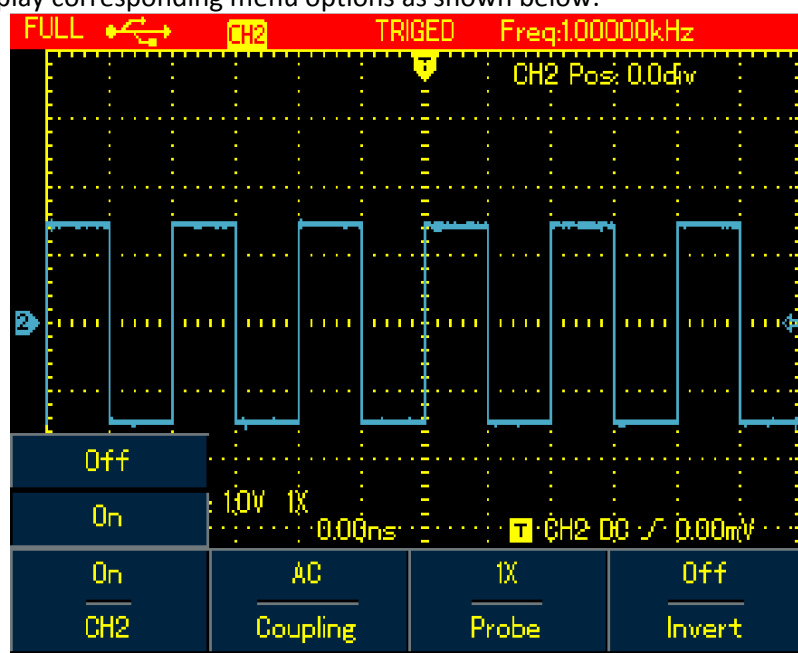 play corresponding menu options as shown below:
FULL CH2 TRIGED Freq:1.00000kHz
T
CH2 Pos: 0.0div
2
Off
On
: 1.0V 1X
0.00ns T CH2 DC 0.00mV
On AC 1X Off
CH2 Coupling Probe Invert